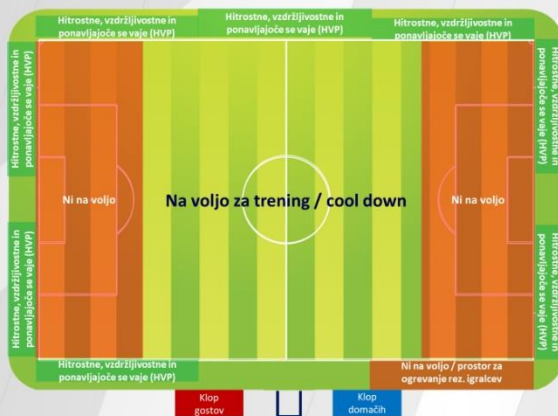 Hitrostne, vzdržljivostne in
ponavljajoče se vaje (HVP)
Hitrostne, vzdržljivostne in
ponavljajoče se vaje (HVP)
Hitrostne, vzdržljivostne in
ponavljajoče se vaje (HVP)
Hitrostne, vzdržljivostne in
ponavljajoče se vaje (HVP)
Hitrostne, vzdržljivostne in
ponavljajoče se vaje (HVP)
Ni na voljo
Na voljo za trening / cool down
Ni na voljo
Hitrostne, vzdržljivostne in
ponavljajoče se vaje (HVP)
Hitrostne, vzdržljivostne in
ponavljajoče se vaje (HVP)
Hitrostne, vzdržljivostne in
ponavljajoče se vaje (HVP)
Ni na voljo / prostor za
ogrevanje rez. igralcev
Klop
gostov
Klop
domačih